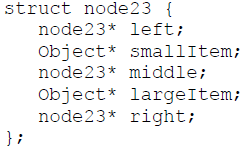 struct node23 {
   node23* left;
   Object* smallItem;
   node23* middle;
   Object* largeItem;
   node23* right;
};